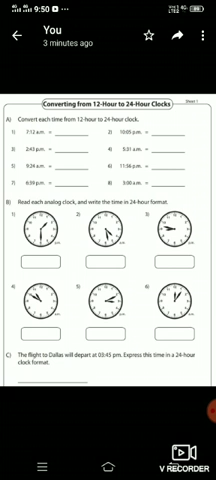 9:50
You
3 minutes ago
Converting from 12-Hour to 24-Hour Clocks
Sheet 1
A) Convert each time from 12-hour to 24-hour clock.
1) 7:12 a.m. = 2) 10:05 p.m. =
3) 2:43 p.m. = 4) 5:31 a.m. =
5) 9:24 a.m. = 6) 11:56 p.m. =
7) 6:39 p.m. = 8) 3:00 a.m. =
B) Read each analog clock, and write the time in 24-hour format.
1) 2) 3)
4) 5) 6)
C) The flight to Dallas will depart at 03:45 pm. Express this time in a 24-hour
clock format.
V RECORDER